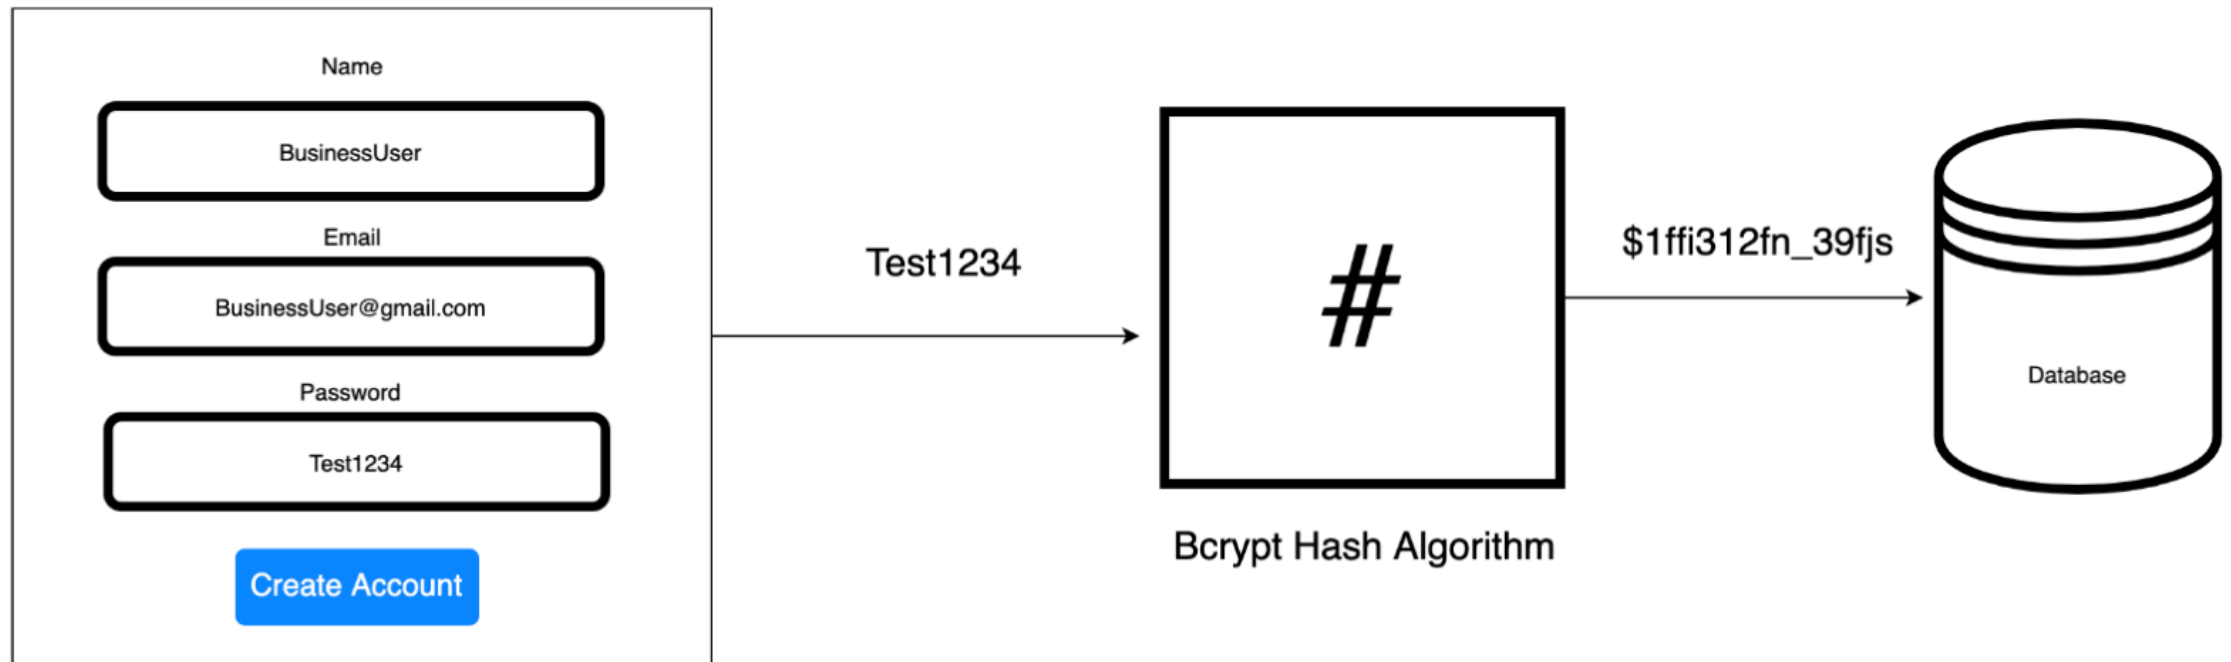 Name
BusinessUser
Email
BusinessUser@gmail.com
Password
Test1234
Create Account
Test1234
#
Bcrypt Hash Algorithm
$1ffi312fn_39fjs
Database